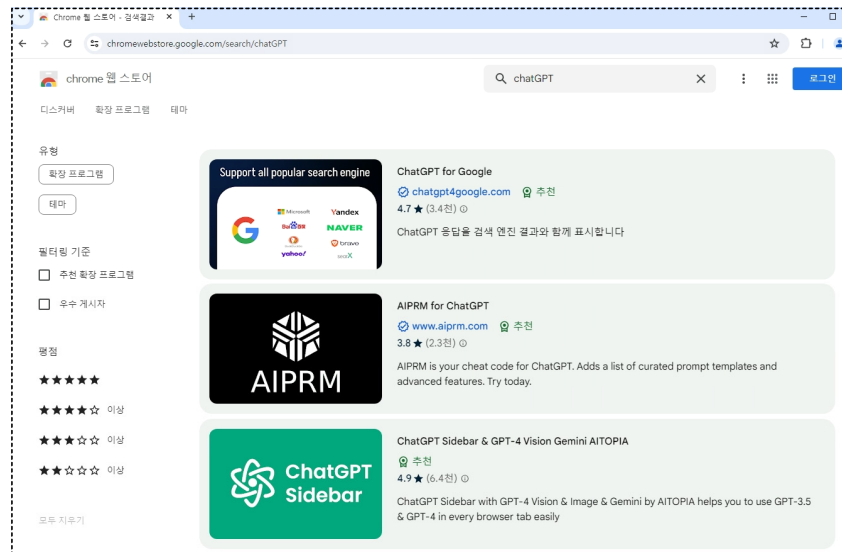 Chrome 웹 스토어 - 검색결과
chromewebstore.google.com/search/chatGPT
chrome 웹 스토어
chatGPT
로그인
디스커버 확장 프로그램 테마
유형
확장 프로그램
테마
필터링 기준
추천 확장 프로그램
우수 게시자
평점
★★★★★
★★★★☆ 이상
★★★☆☆ 이상
★★☆☆☆ 이상
모두 지우기
Support all popular search engine
Microsoft
Yandex
NAVER
brave
yahoo!
ChatGPT for Google
chatgpt4google.com 추천
4.7 ★ (3.4천)
ChatGPT 응답을 검색 엔진 결과와 함께 표시합니다
AIPRM
AIPRM for ChatGPT
www.aiprm.com 추천
3.8 ★ (2.3천)
AIPRM is your cheat code for ChatGPT. Adds a list of curated prompt templates and
advanced features. Try today.
ChatGPT
Sidebar
ChatGPT Sidebar & GPT-4 Vision Gemini AITOPIA
추천
4.9 ★ (6.4천)
ChatGPT Sidebar with GPT-4 Vision & Image & Gemini by AITOPIA helps you to use GPT-3.5
& GPT-4 in every browser tab easily